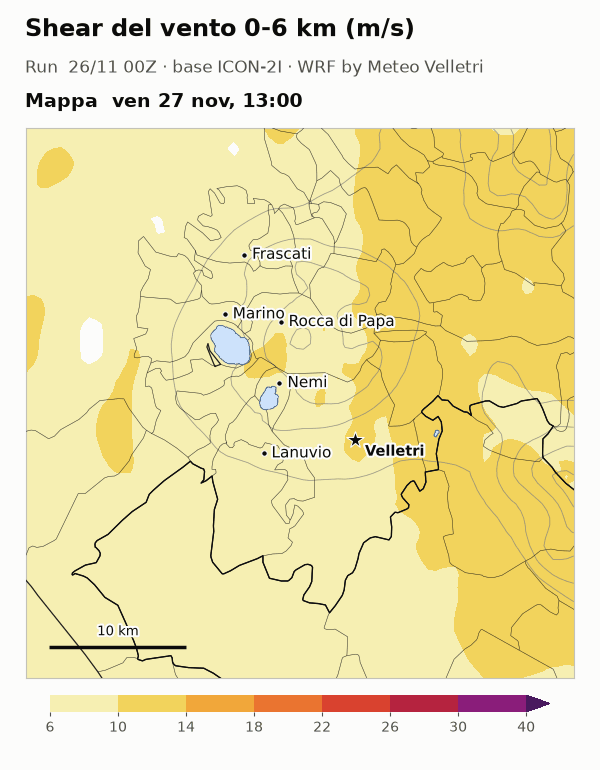 Shear del vento 0-6 km (m/s)
Run  26/11 00Z · base ICON-2I · WRF by Meteo Velletri
Mappa  ven 27 nov, 13:00
Frascati
Marino
Rocca di Papa
Nemi
Velletri
Lanuvio
10 km
6 10 14 18 22 26 30 40